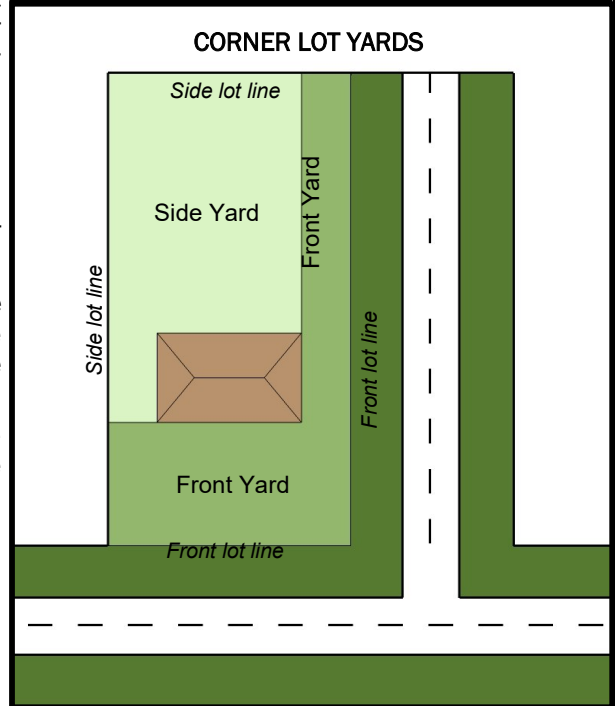 CORNER LOT YARDS
Side lot line
Side Yard
Front Yard
Side lot line
Front lot line
Front Yard
Front lot line